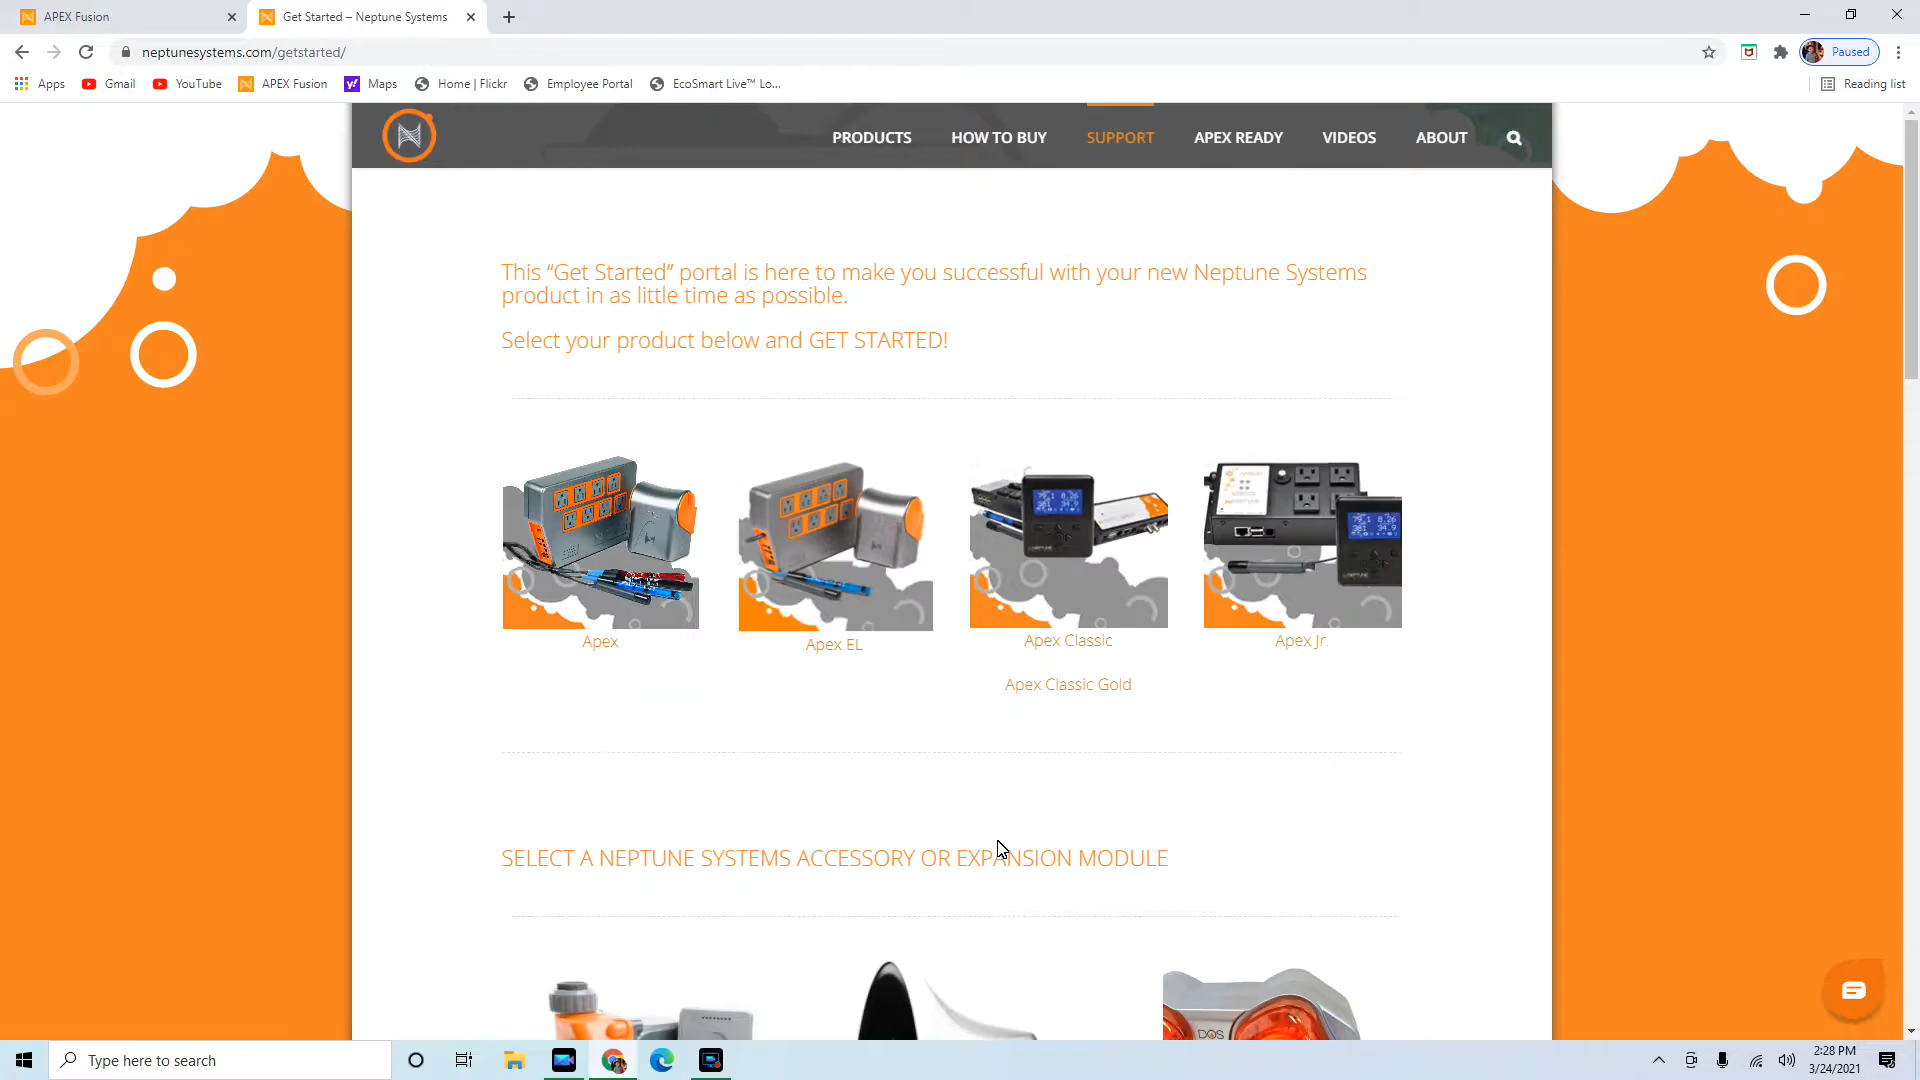 APEX Fusion
Get Started – Neptune Systems
neptunesystems.com/getstarted/
Paused
Apps
Gmail
YouTube
APEX Fusion
Maps
Home | Flickr
Employee Portal
EcoSmart Live™ Lo...
Reading list
PRODUCTS
HOW TO BUY
SUPPORT
APEX READY
VIDEOS
ABOUT
This “Get Started” portal is here to make you successful with your new Neptune Systems
product in as little time as possible.
Select your product below and GET STARTED!
Apex
Apex EL
Apex Classic
Apex Jr.
Apex Classic Gold
SELECT A NEPTUNE SYSTEMS ACCESSORY OR EXPANSION MODULE
DOS
Type here to search
2:28 PM
3/24/2021